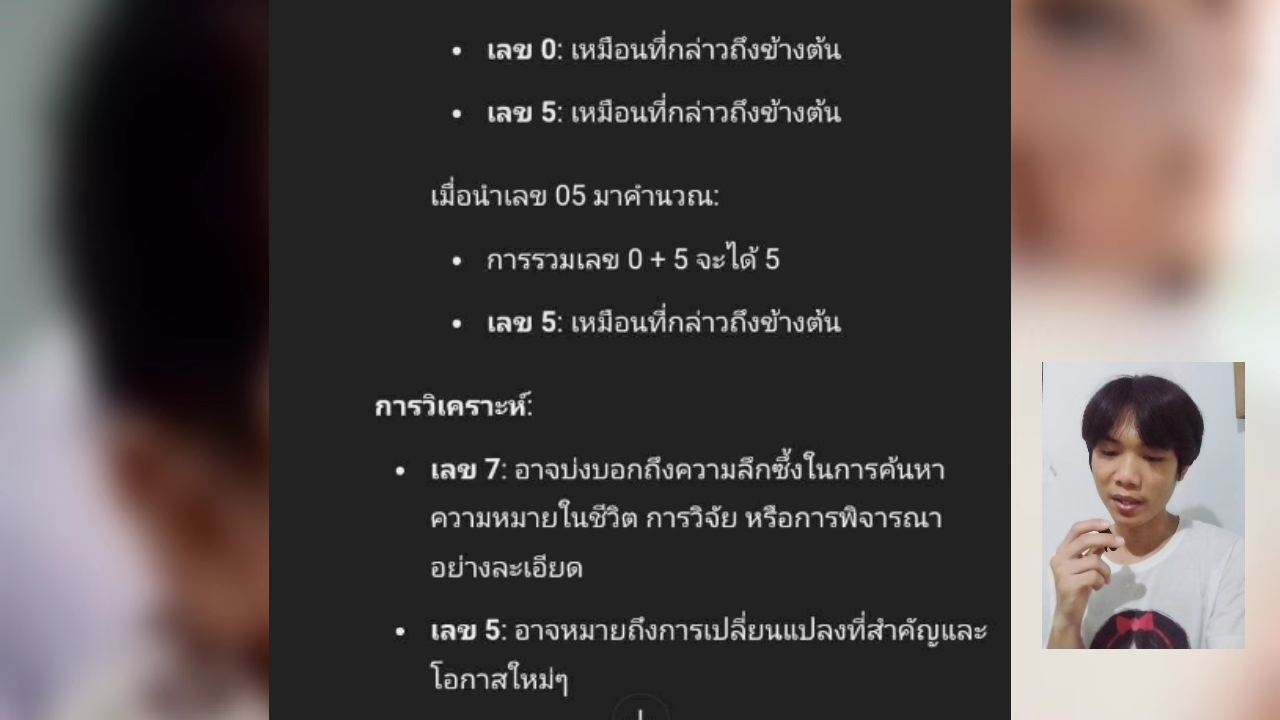 • เลข 0: เหมือนที่กล่าวถึงข้างต้น
• เลข 5: เหมือนที่กล่าวถึงข้างต้น
เมื่อนำเลข 05 มาคำนวณ:
• การรวมเลข 0 + 5 จะได้ 5
• เลข 5: เหมือนที่กล่าวถึงข้างต้น
การวิเคราะห์:
• เลข 7: อาจบ่งบอกถึงความลึกซึ้งในการค้นหา
ความหมายในชีวิต การวิจัย หรือการพิจารณา
อย่างละเอียด
• เลข 5: อาจหมายถึงการเปลี่ยนแปลงที่สำคัญและ
โอกาสใหม่ๆ